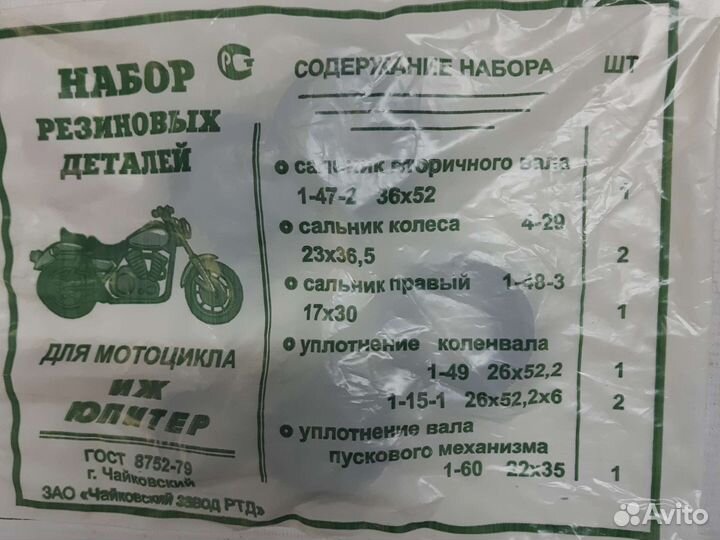 НАБОР
РЕЗИНОВЫХ
ДЕТАЛЕЙ
ДЛЯ МОТОЦИКЛА
ИЖ
ЮПИТЕР
ГОСТ 8752-79
г. Чайковский
ЗАО «Чайковский ЗАВОД РТД»
РСТ
СОДЕРЖАНИЕ НАБОРА ШТ
сальник вторичного вала
1-47-2 36х52 1
сальник колеса 4-29
23х36,5 2
сальник правый 1-48-3
17х30 1
уплотнение коленвала
1-49 26х52,2 1
1-15-1 26х52,2х6 2
уплотнение вала
пускового механизма
1-60 22х35 1
Avito